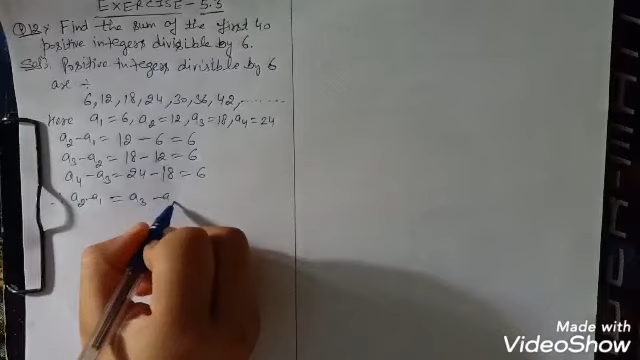 EXERCISE - 5.3
Q12 Find the sum of the first 40
positive integers divisible by 6.
Sol: Positive integers divisible by 6
are :-
6, 12, 18, 24, 30, 36, 42, .........
Here a₁ = 6, a₂ = 12, a₃ = 18, a₄ = 24
a₂ - a₁ = 12 - 6 = 6
a₃ - a₂ = 18 - 12 = 6
a₄ - a₃ = 24 - 18 = 6
∴ a₂ - a₁ = a₃ - a
Made with
VideoShow